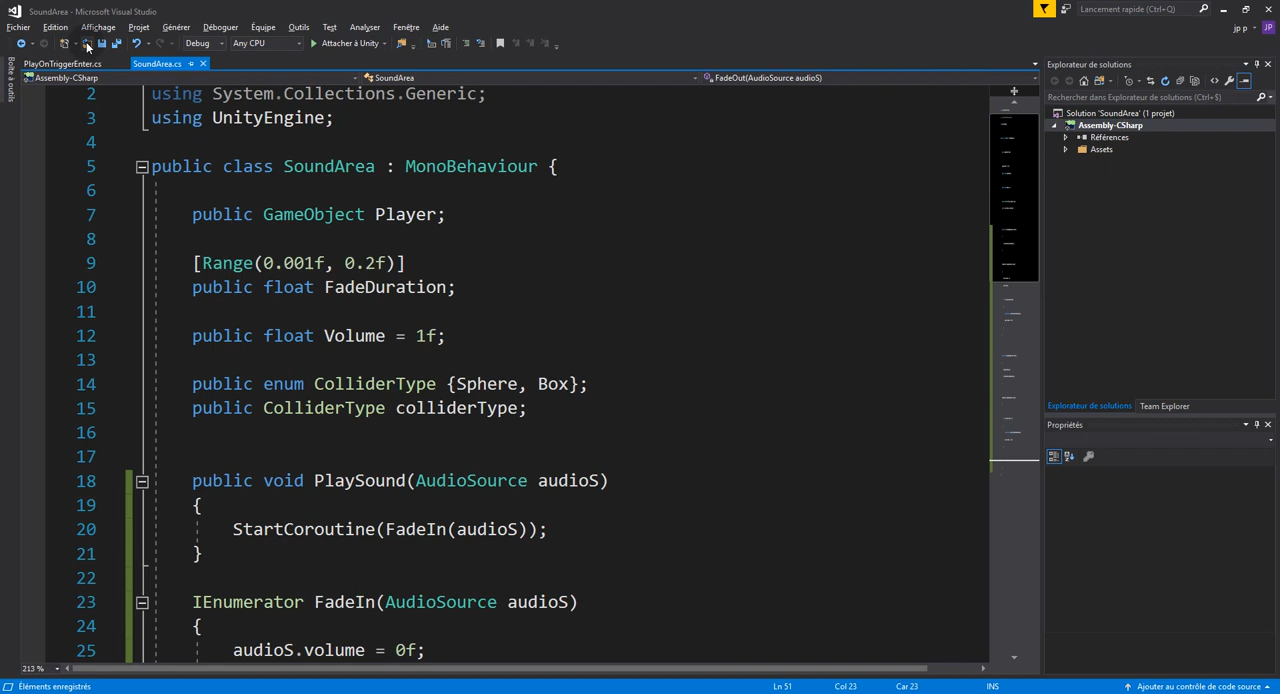 SoundArea - Microsoft Visual Studio
Lancement rapide (Ctrl+Q)
Fichier Edition Affichage Projet Générer Déboguer Équipe Outils Test Analyser Fenêtre Aide
jp p JP
Debug Any CPU Attacher à Unity
Boîte à outils
PlayOnTriggerEnter.cs SoundArea.cs
Assembly-CSharp SoundArea FadeOut(AudioSource audioS)
2 using System.Collections.Generic;
3 using UnityEngine;
4
5 public class SoundArea : MonoBehaviour {
6
7 public GameObject Player;
8
9 [Range(0.001f, 0.2f)]
10 public float FadeDuration;
11
12 public float Volume = 1f;
13
14 public enum ColliderType {Sphere, Box};
15 public ColliderType colliderType;
16
17
18 public void PlaySound(AudioSource audioS)
19 {
20 StartCoroutine(FadeIn(audioS));
21 }
22
23 IEnumerator FadeIn(AudioSource audioS)
24 {
25 audioS.volume = 0f;
213 %
Explorateur de solutions
Rechercher dans Explorateur de solutions (Ctrl+$)
Solution 'SoundArea' (1 projet)
Assembly-CSharp
Références
Assets
Explorateur de solutions Team Explorer
Propriétés
Éléments enregistrés Ln 51 Col 23 Car 23 INS Ajouter au contrôle de code source